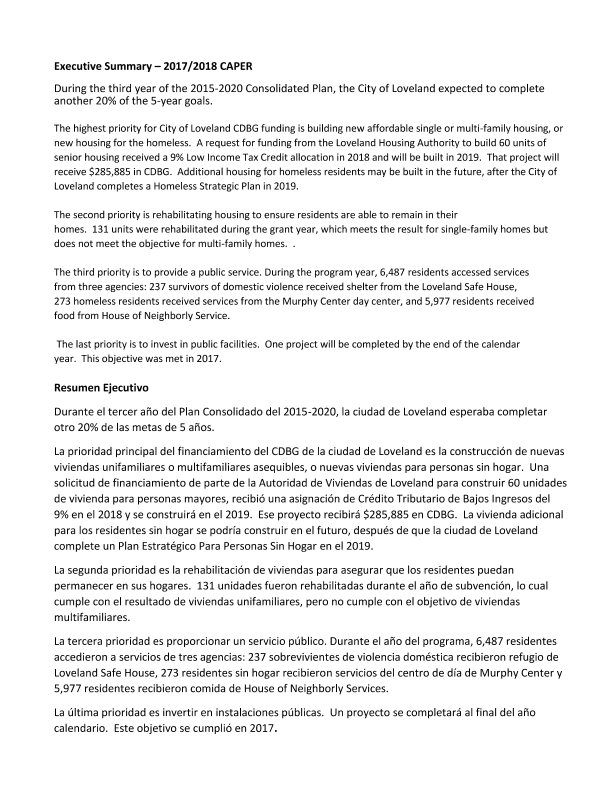 Executive Summary – 2017/2018 CAPER
During the third year of the 2015-2020 Consolidated Plan, the City of Loveland expected to complete
another 20% of the 5-year goals.
The highest priority for City of Loveland CDBG funding is building new affordable single or multi-family housing, or
new housing for the homeless.  A request for funding from the Loveland Housing Authority to build 60 units of
senior housing received a 9% Low Income Tax Credit allocation in 2018 and will be built in 2019.  That project will
receive $285,885 in CDBG.  Additional housing for homeless residents may be built in the future, after the City of
Loveland completes a Homeless Strategic Plan in 2019.
The second priority is rehabilitating housing to ensure residents are able to remain in their
homes.  131 units were rehabilitated during the grant year, which meets the result for single-family homes but
does not meet the objective for multi-family homes.  .
The third priority is to provide a public service. During the program year, 6,487 residents accessed services
from three agencies: 237 survivors of domestic violence received shelter from the Loveland Safe House,
273 homeless residents received services from the Murphy Center day center, and 5,977 residents received
food from House of Neighborly Service.
The last priority is to invest in public facilities.  One project will be completed by the end of the calendar
year.  This objective was met in 2017.
Resumen Ejecutivo
Durante el tercer año del Plan Consolidado del 2015-2020, la ciudad de Loveland esperaba completar
otro 20% de las metas de 5 años.
La prioridad principal del financiamiento del CDBG de la ciudad de Loveland es la construcción de nuevas
viviendas unifamiliares o multifamiliares asequibles, o nuevas viviendas para personas sin hogar.  Una
solicitud de financiamiento de parte de la Autoridad de Viviendas de Loveland para construir 60 unidades
de vivienda para personas mayores, recibió una asignación de Crédito Tributario de Bajos Ingresos del
9% en el 2018 y se construirá en el 2019.  Ese proyecto recibirá $285,885 en CDBG.  La vivienda adicional
para los residentes sin hogar se podría construir en el futuro, después de que la ciudad de Loveland
complete un Plan Estratégico Para Personas Sin Hogar en el 2019.
La segunda prioridad es la rehabilitación de viviendas para asegurar que los residentes puedan
permanecer en sus hogares.  131 unidades fueron rehabilitadas durante el año de subvención, lo cual
cumple con el resultado de viviendas unifamiliares, pero no cumple con el objetivo de viviendas
multifamiliares.
La tercera prioridad es proporcionar un servicio público. Durante el año del programa, 6,487 residentes
accedieron a servicios de tres agencias: 237 sobrevivientes de violencia doméstica recibieron refugio de
Loveland Safe House, 273 residentes sin hogar recibieron servicios del centro de día de Murphy Center y
5,977 residentes recibieron comida de House of Neighborly Services.
La última prioridad es invertir en instalaciones públicas.  Un proyecto se completará al final del año
calendario.  Este objetivo se cumplió en 2017.